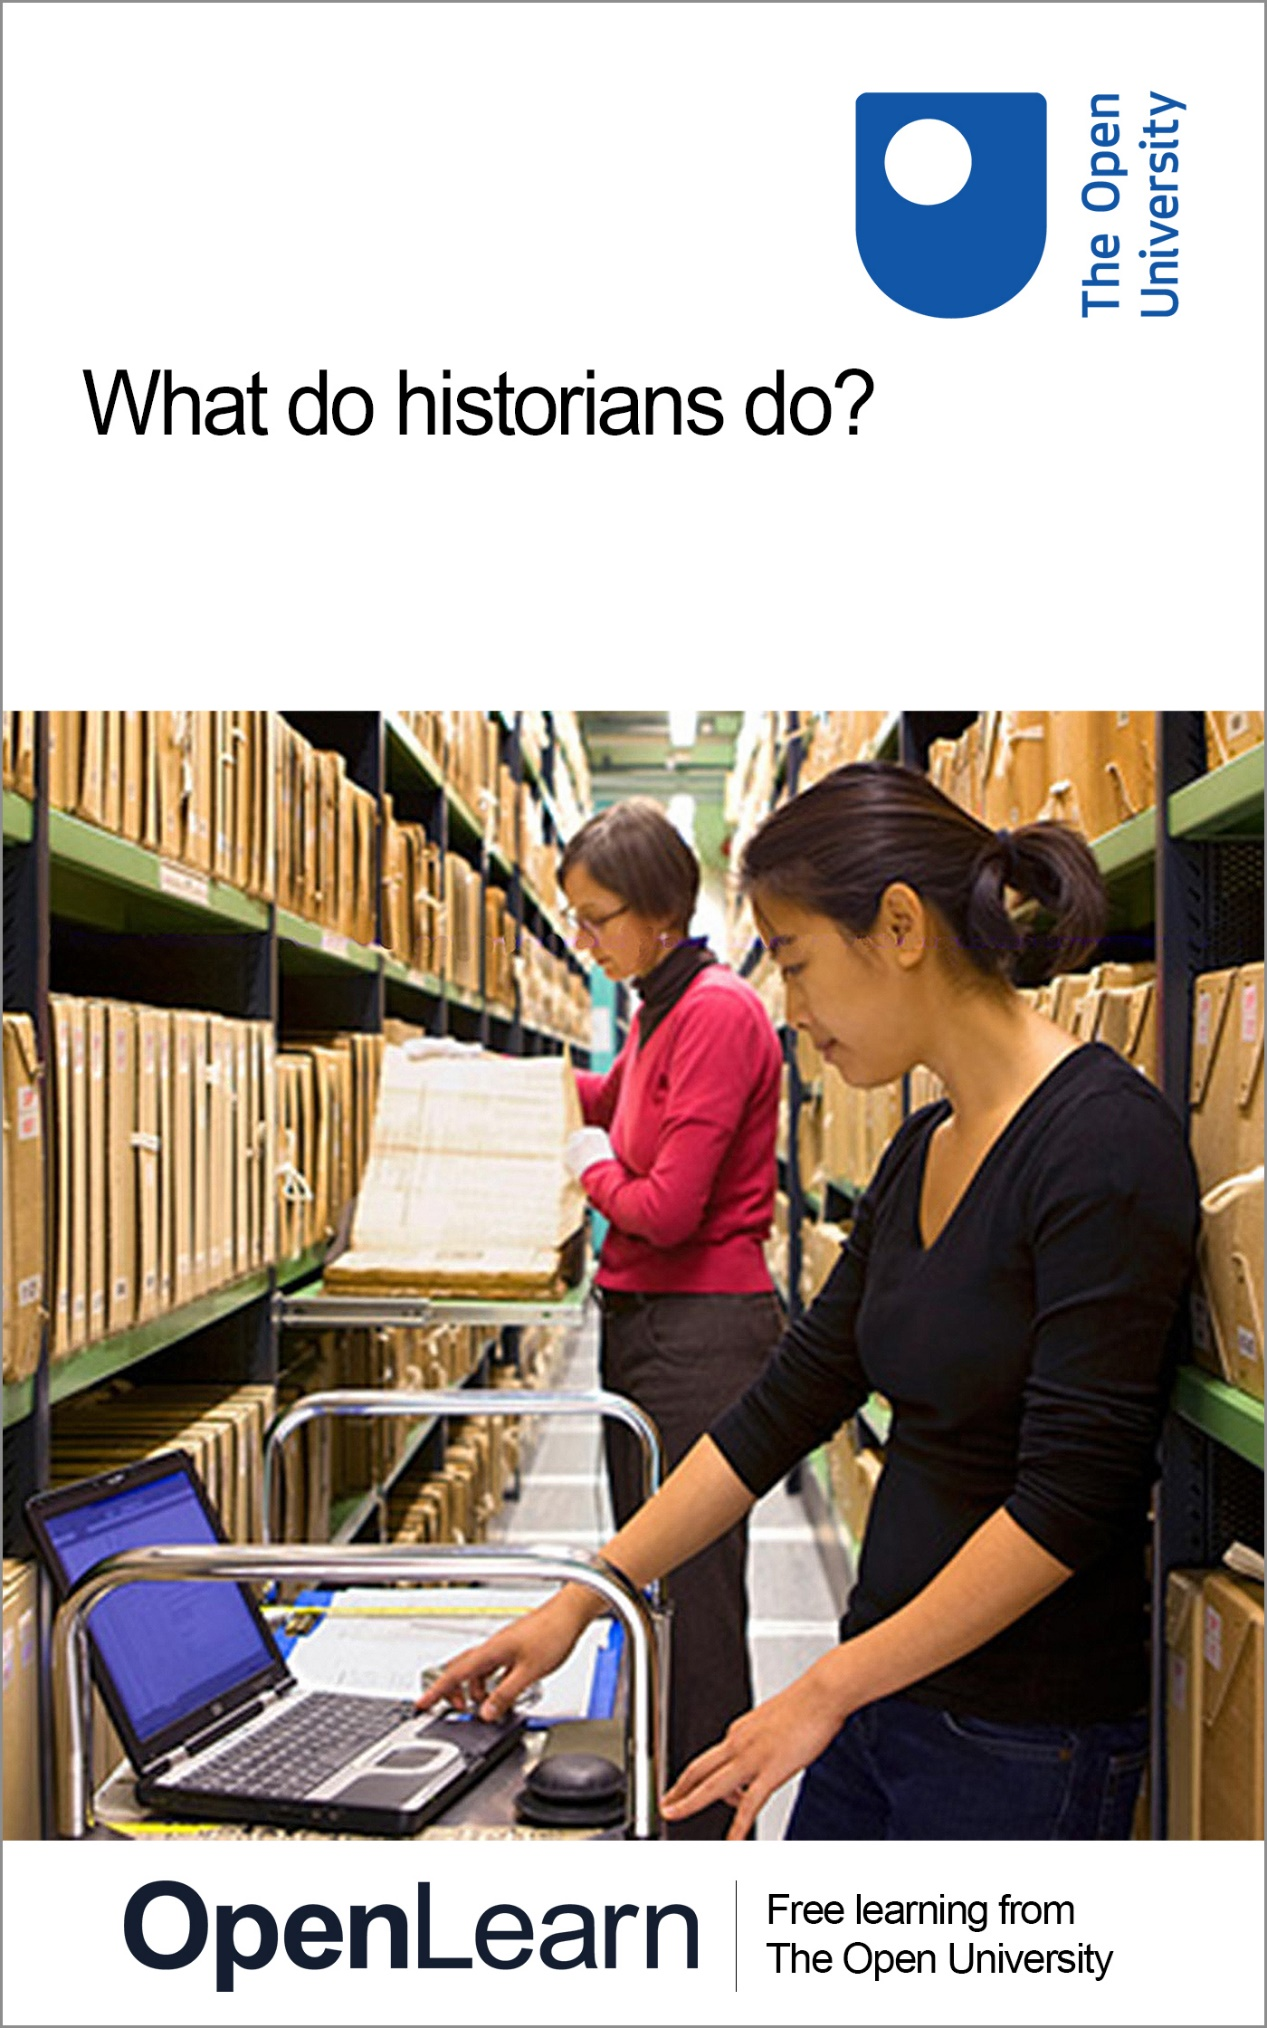 The Open
University
What do historians do?
OpenLearn
Free learning from
The Open University